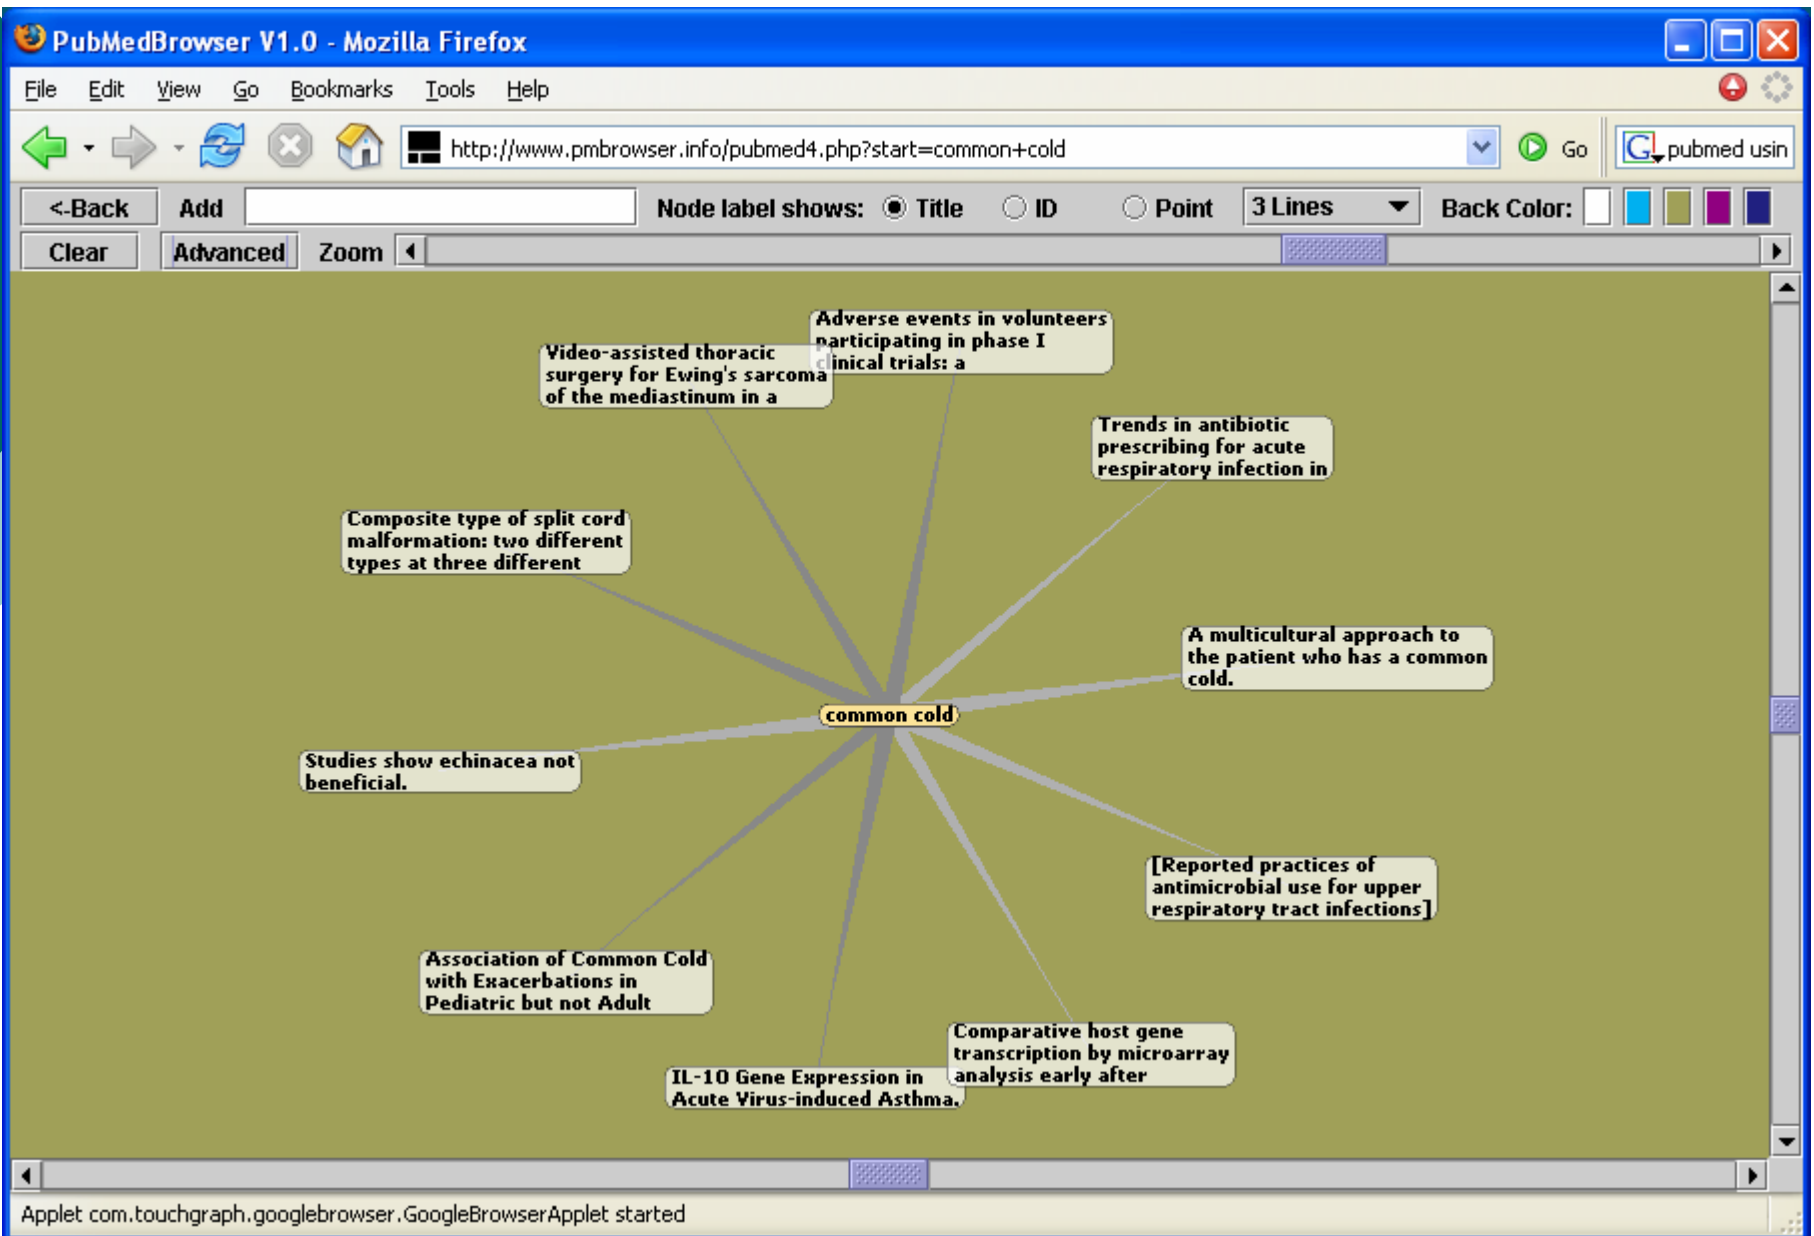 PubMedBrowser V1.0 - Mozilla Firefox
File Edit View Go Bookmarks Tools Help
http://www.pmbrowser.info/pubmed4.php?start=common+cold Go G pubmed usin
<-Back Add Node label shows: Title ID Point 3 Lines Back Color:
Clear Advanced Zoom
Adverse events in volunteers
participating in phase I
clinical trials: a
Video-assisted thoracic
surgery for Ewing's sarcoma
of the mediastinum in a
Trends in antibiotic
prescribing for acute
respiratory infection in
Composite type of split cord
malformation: two different
types at three different
A multicultural approach to
the patient who has a common
cold.
common cold
Studies show echinacea not
beneficial.
[Reported practices of
antimicrobial use for upper
respiratory tract infections]
Association of Common Cold
with Exacerbations in
Pediatric but not Adult
Comparative host gene
transcription by microarray
analysis early after
IL-10 Gene Expression in
Acute Virus-induced Asthma.
Applet com.touchgraph.googlebrowser.GoogleBrowserApplet started